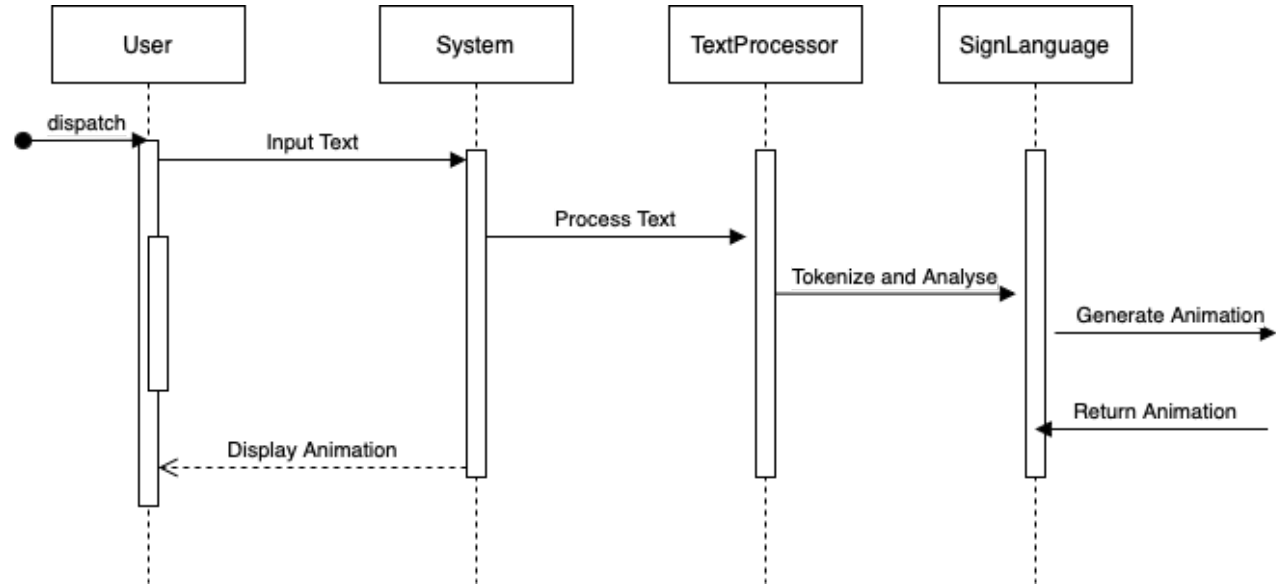 User
System
TextProcessor
SignLanguage
dispatch
Input Text
Process Text
Tokenize and Analyse
Generate Animation
Return Animation
Display Animation